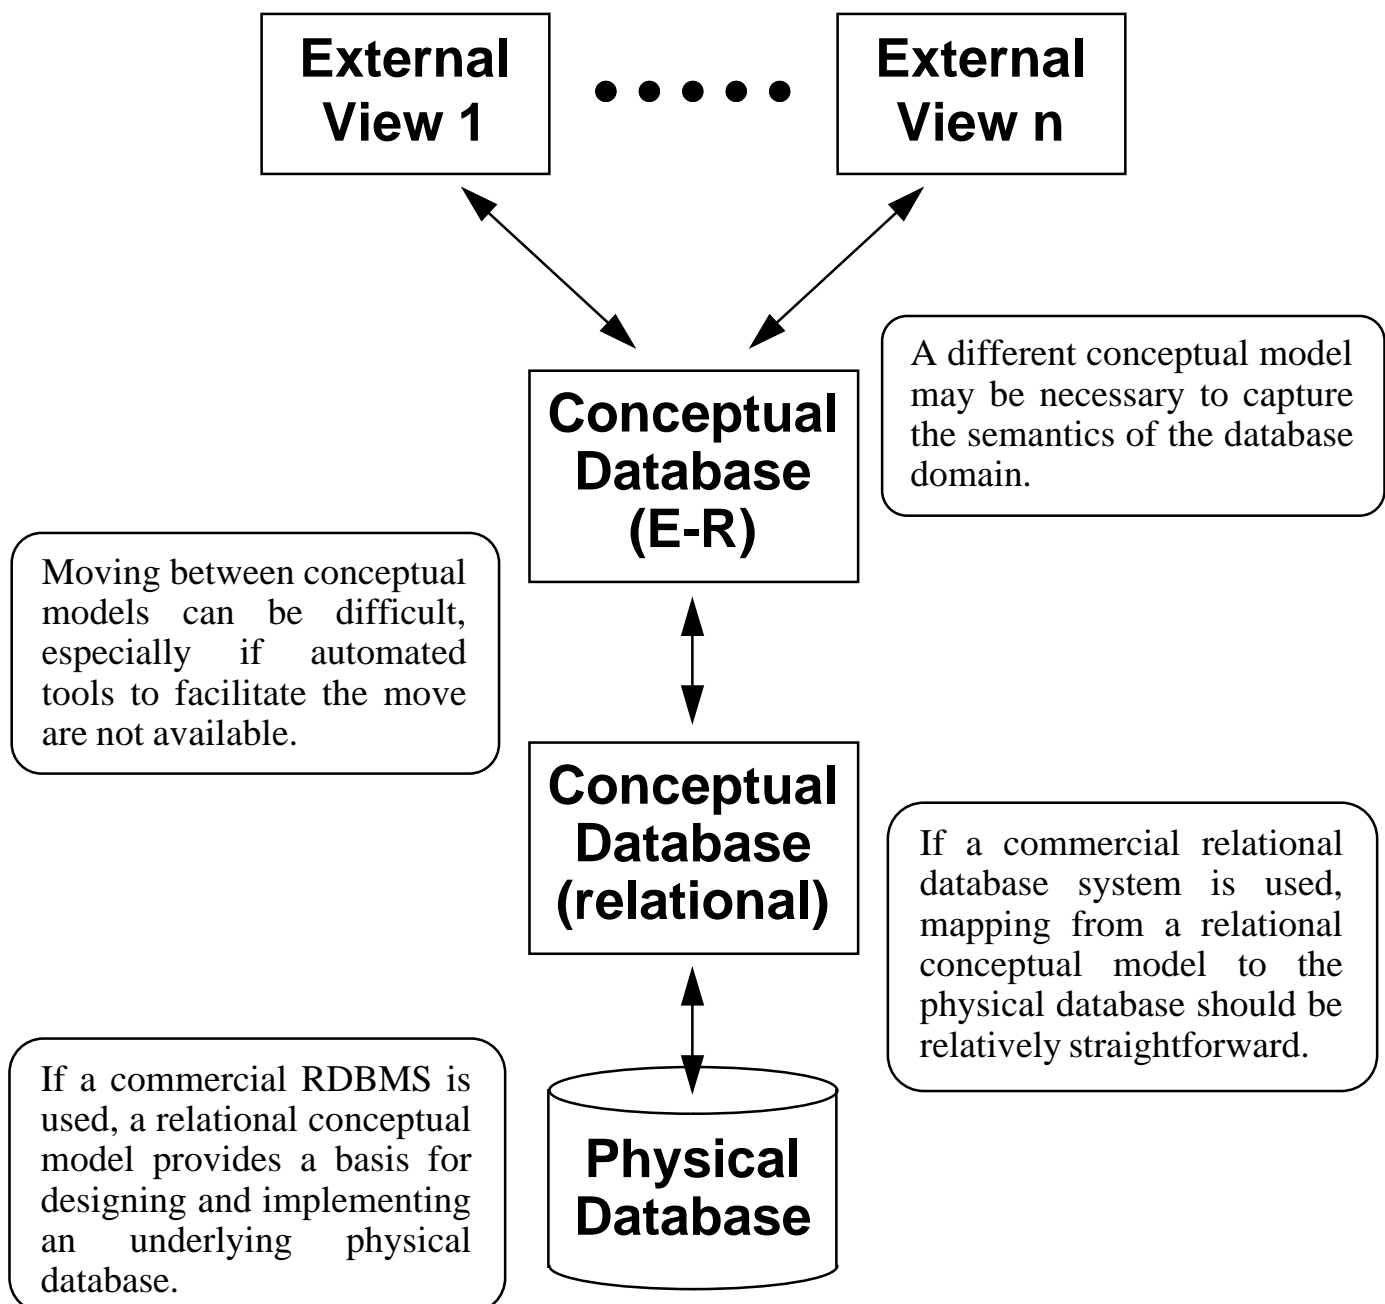 External
View 1
External
View n
Conceptual
Database
(E-R)
A different conceptual model
may be necessary to capture
the semantics of the database
domain.
Moving between conceptual
models can be difficult,
especially if automated
tools to facilitate the move
are not available.
Conceptual
Database
(relational)
If a commercial relational
database system is used,
mapping from a relational
conceptual model to the
physical database should be
relatively straightforward.
If a commercial RDBMS is
used, a relational conceptual
model provides a basis for
designing and implementing
an underlying physical
database.
Physical
Database